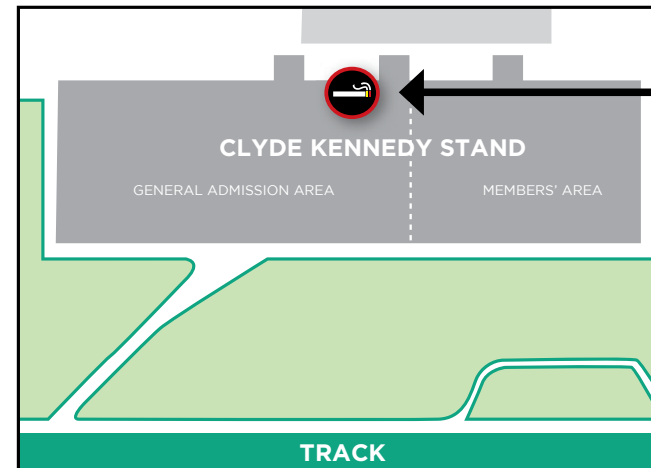 CLYDE KENNEDY STAND
GENERAL ADMISSION AREA
MEMBERS' AREA
TRACK